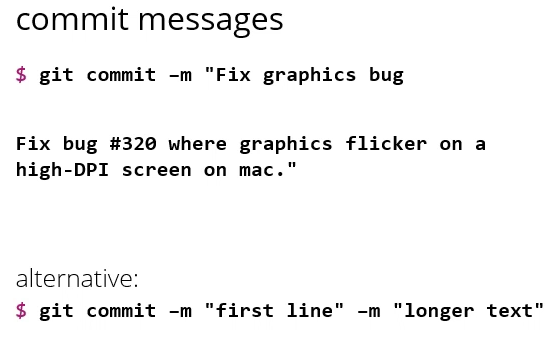 commit messages
$ git commit –m "Fix graphics bug
Fix bug #320 where graphics flicker on a
high-DPI screen on mac."
alternative:
$ git commit –m "first line" –m "longer text"